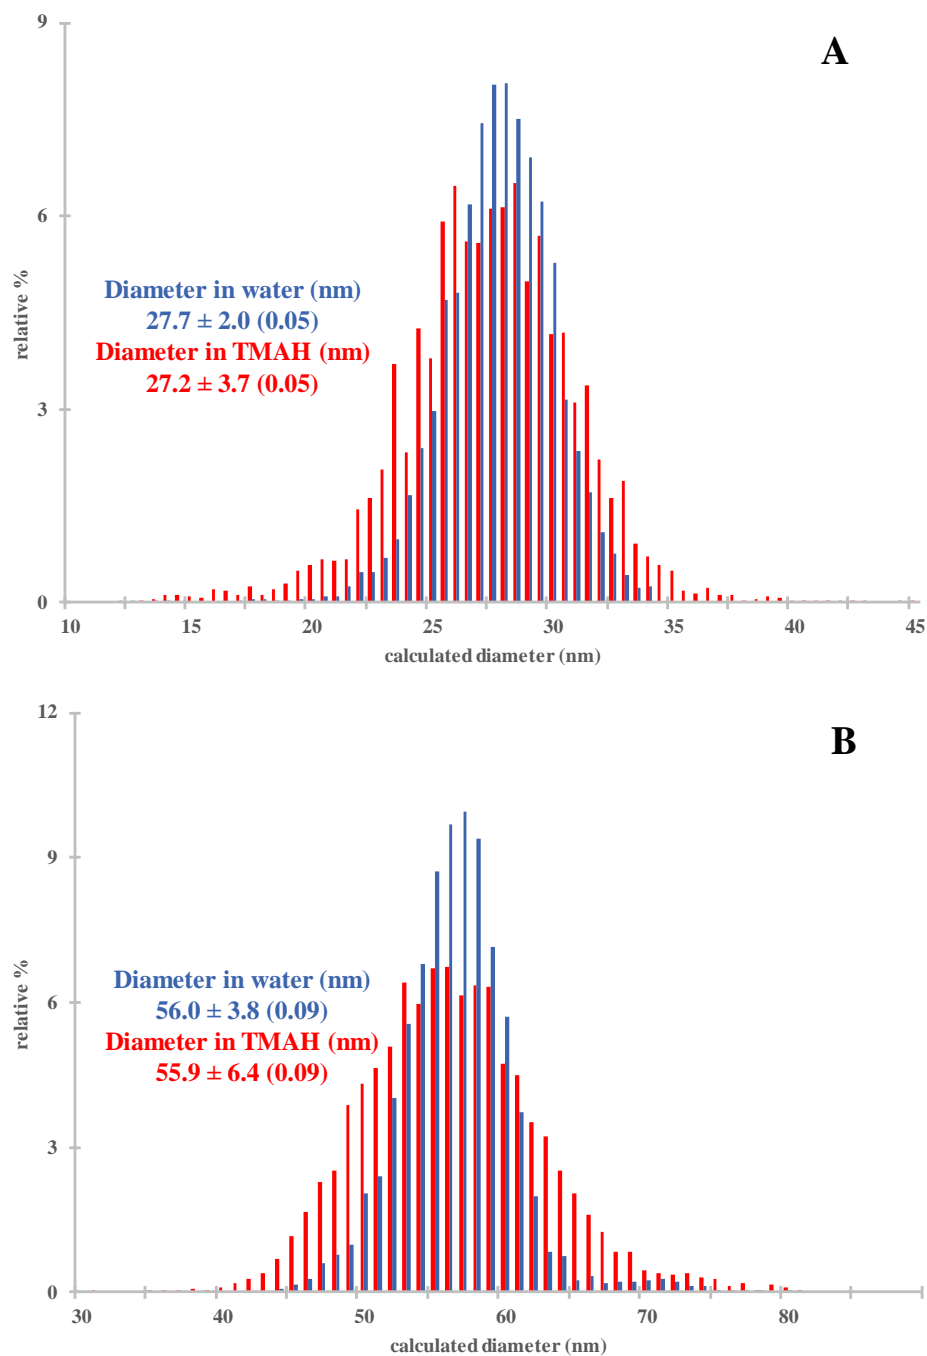 9
A
6
relative %
Diameter in water (nm)
27.7 ± 2.0 (0.05)
Diameter in TMAH (nm)
27.2 ± 3.7 (0.05)
3
0
10 15 20 25 30 35 40 45
calculated diameter (nm)
12
B
9
relative %
Diameter in water (nm)
56.0 ± 3.8 (0.09)
6
Diameter in TMAH (nm)
55.9 ± 6.4 (0.09)
3
0
30 40 50 60 70 80
calculated diameter (nm)